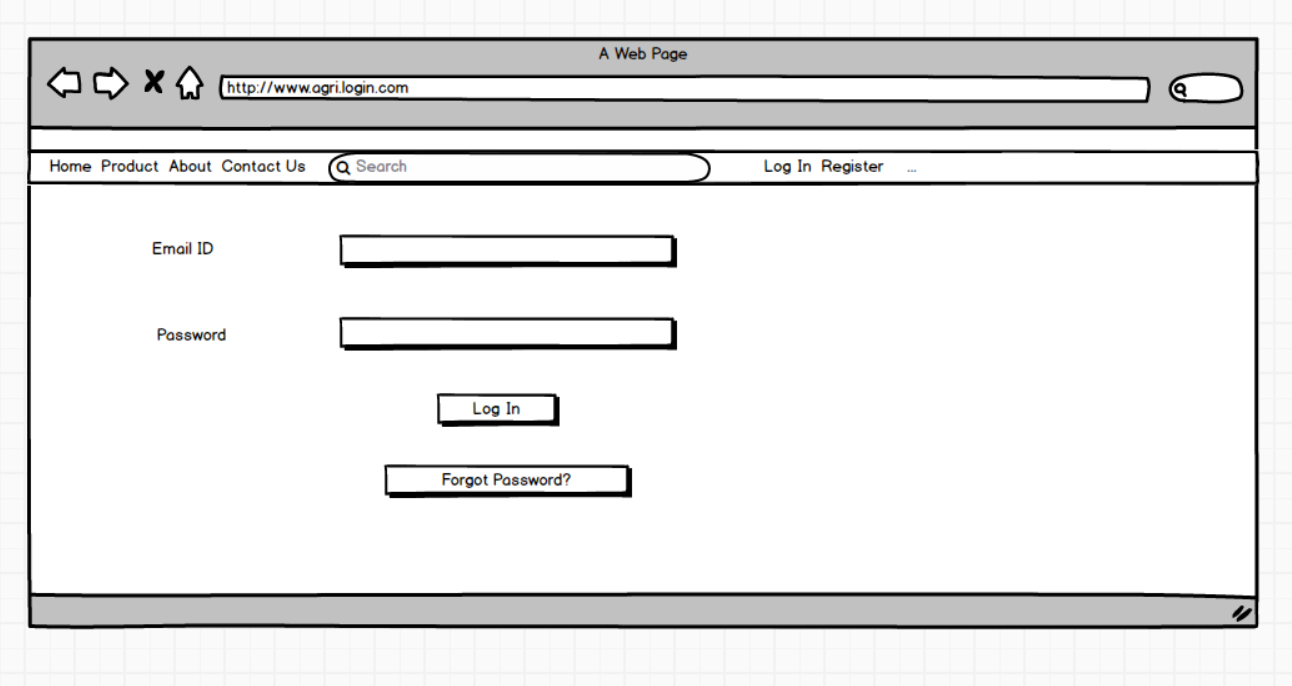 A Web Page
http://www.agri.login.com
Home Product About Contact Us Search Log In Register ...
Email ID
Password
Log In
Forgot Password?